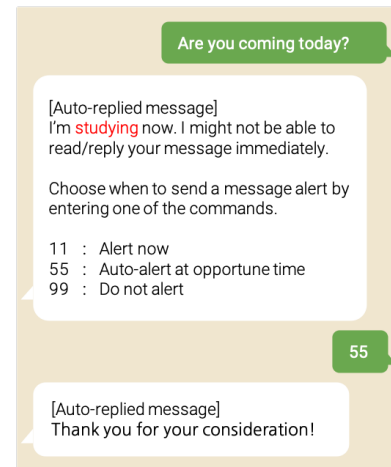 Are you coming today?
[Auto-replied message]
I'm studying now. I might not be able to
read/reply your message immediately.
Choose when to send a message alert by
entering one of the commands.
11 : Alert now
55 : Auto-alert at opportune time
99 : Do not alert
55
[Auto-replied message]
Thank you for your consideration!